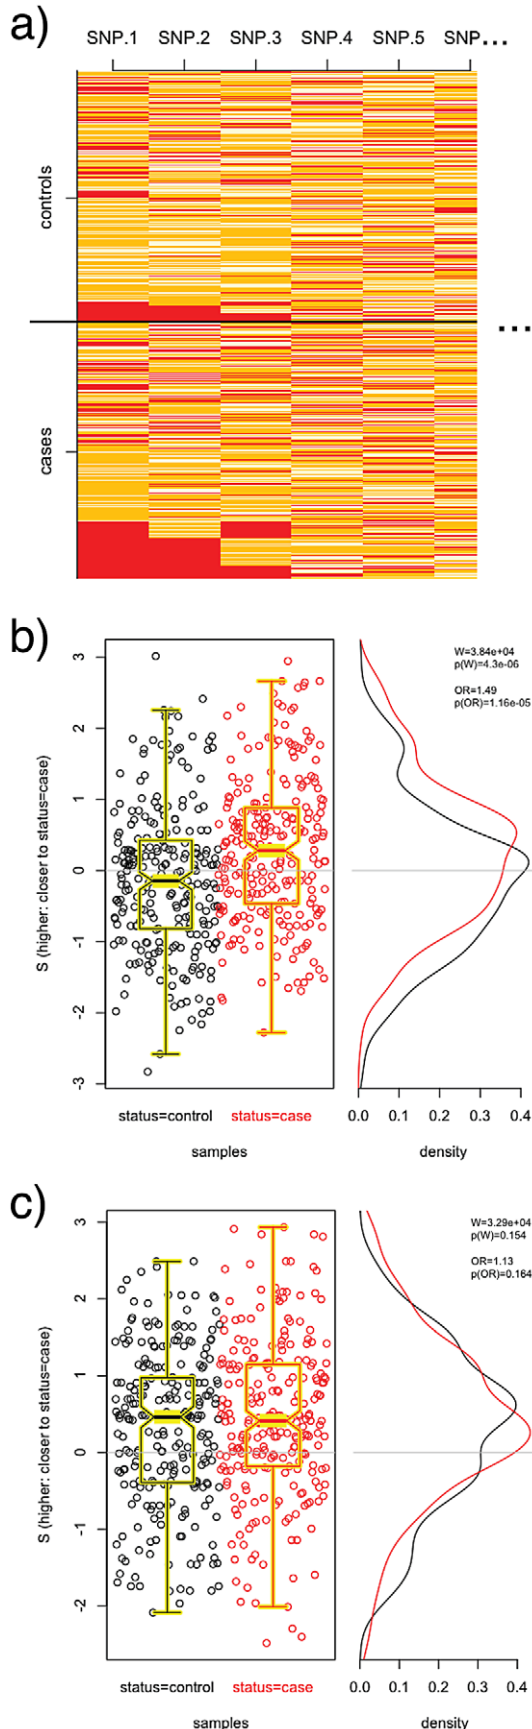 a)
SNP.1 SNP.2 SNP.3 SNP.4 SNP.5 SNP...
controls
...
cases
b)
S (higher: closer to status=case)
3
2
1
0
-1
-2
-3
W=3.84e+04
p(W)=4.3e-06
OR=1.49
p(OR)=1.16e-05
0.0 0.1 0.2 0.3 0.4
status=control status=case
samples density
c)
S (higher: closer to status=case)
3
2
1
0
-1
-2
W=3.29e+04
p(W)=0.154
OR=1.13
p(OR)=0.164
0.0 0.1 0.2 0.3 0.4
status=control status=case
samples density